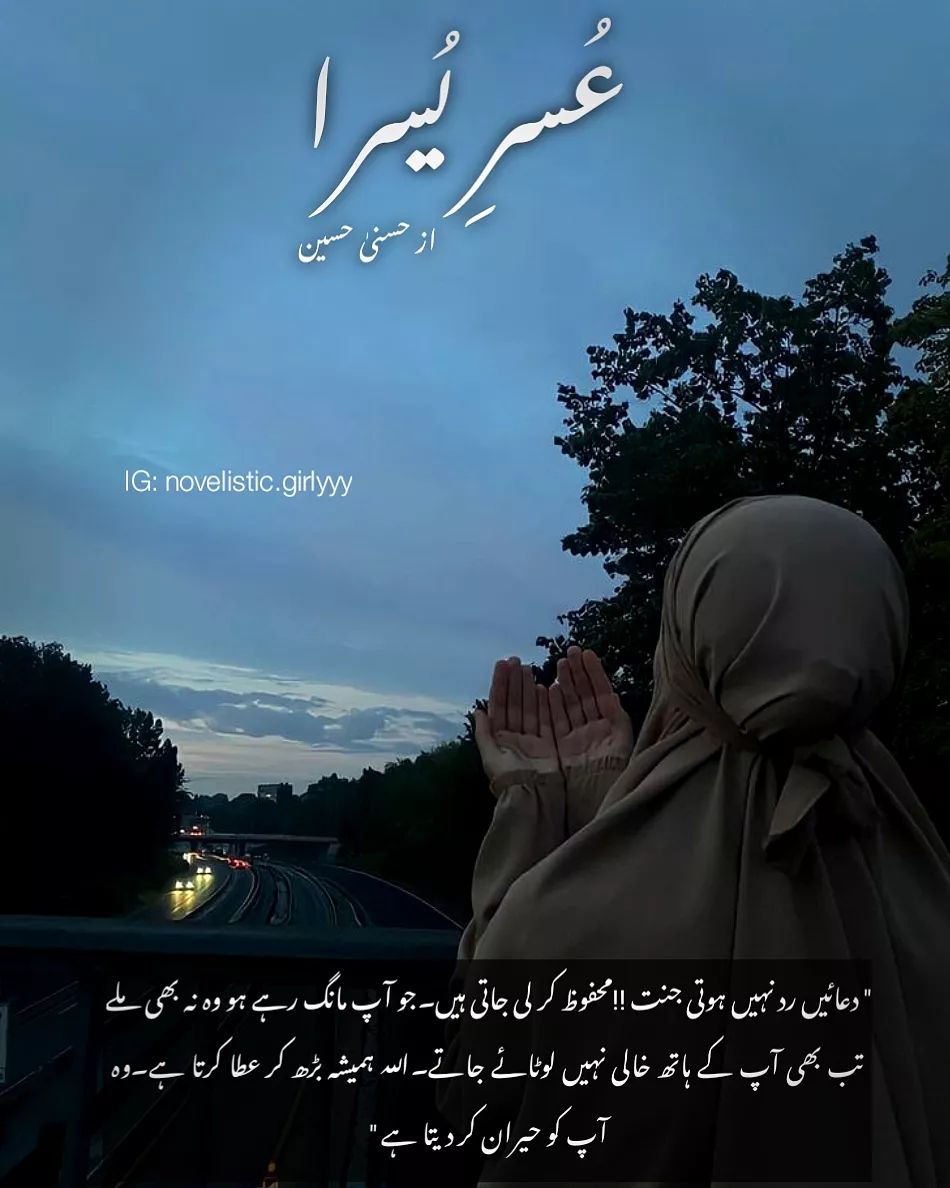 عُسرِ یُسرا
از حسنیٰ حسین
IG: novelistic.girlyyy
" دعائیں رد نہیں ہوتی جنت !!محفوظ کر لی جاتی ہیں۔ جو آپ مانگ رہے ہو وہ نہ بھی ملے
تب بھی آپ کے ہاتھ خالی نہیں لوٹائے جاتے۔ اللہ ہمیشہ بڑھ کر عطا کرتا ہے۔ وہ
آپ کو حیران کر دیتا ہے "